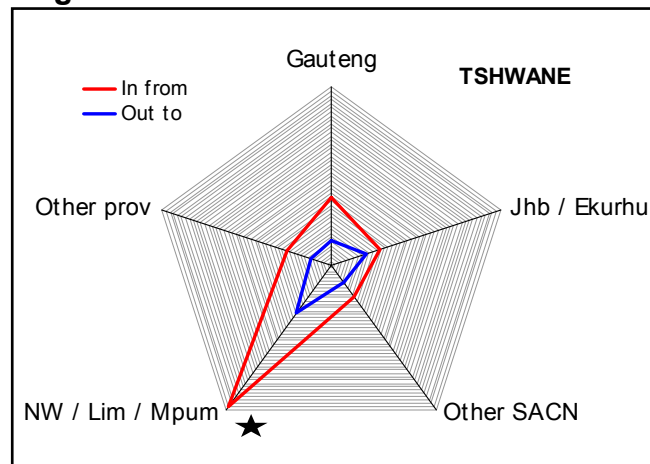 Gauteng
TSHWANE
In from
Out to
Other prov
Jhb / Ekurhu
NW / Lim / Mpum
Other SACN